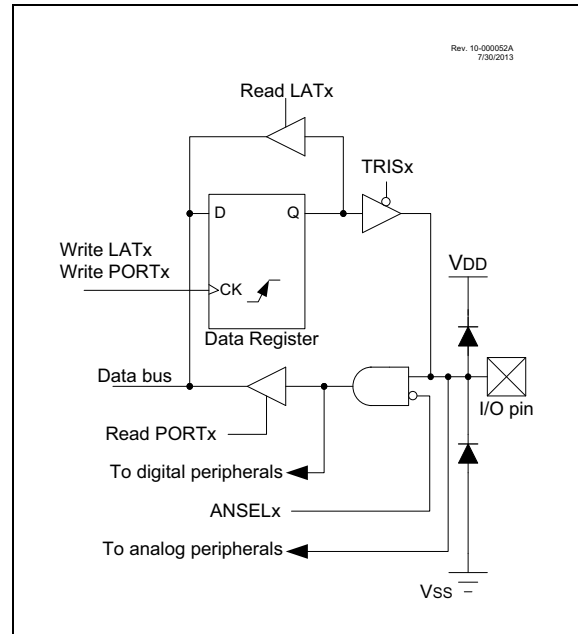 Rev. 10-000052A
7/30/2013
Read LATx
TRISx
D
Q
Write LATx
Write PORTx
CK
VDD
Data Register
Data bus
I/O pin
Read PORTx
To digital peripherals
ANSELx
To analog peripherals
VSS